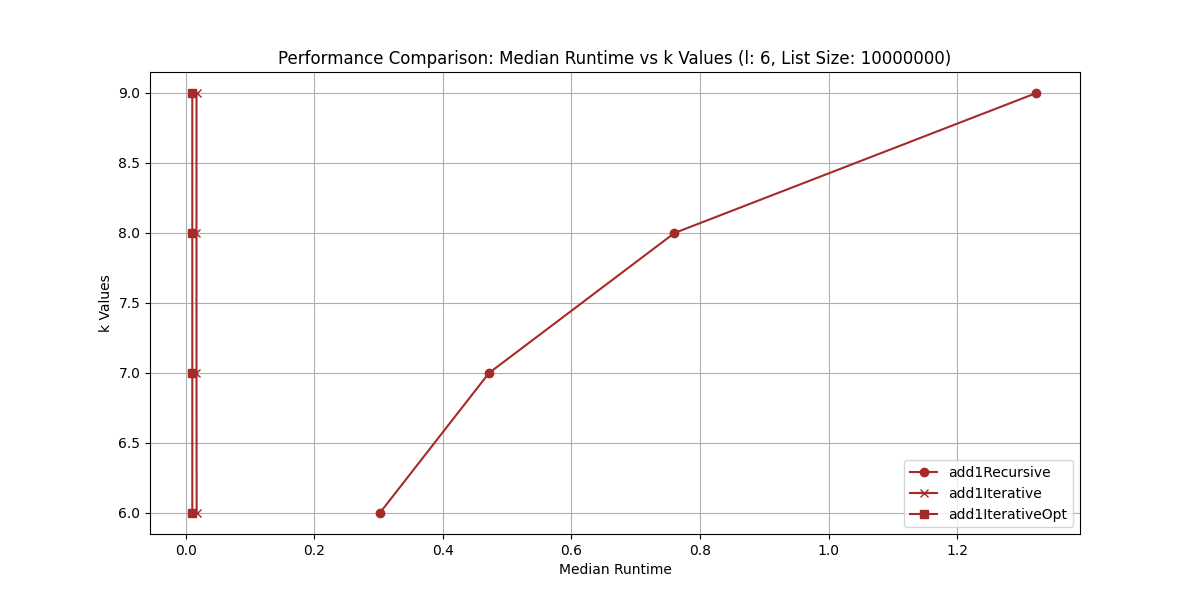 Performance Comparison: Median Runtime vs k Values (l: 6, List Size: 10000000)
k Values
9.0
8.5
8.0
7.5
7.0
6.5
6.0
0.0 0.2 0.4 0.6 0.8 1.0 1.2
Median Runtime
add1Recursive
add1Iterative
add1IterativeOpt